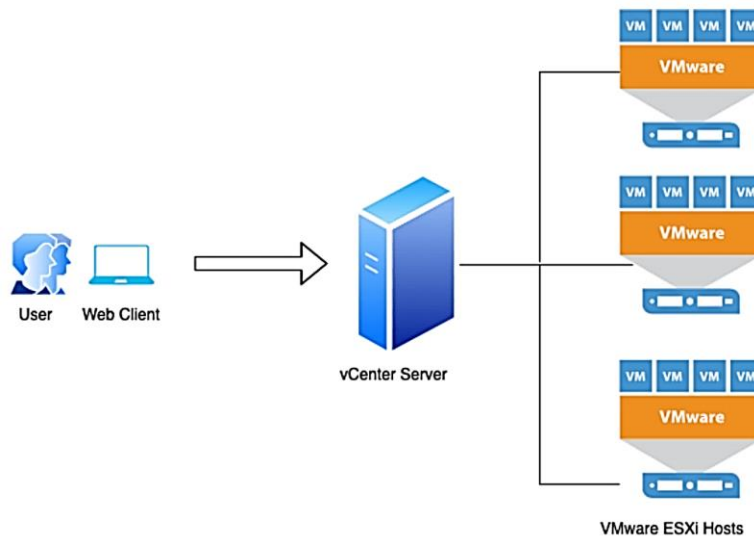 VM VM VM VM
VMware
VM VM VM VM
VMware
User
Web Client
vCenter Server
VM VM VM VM
VMware
VMware ESXi Hosts